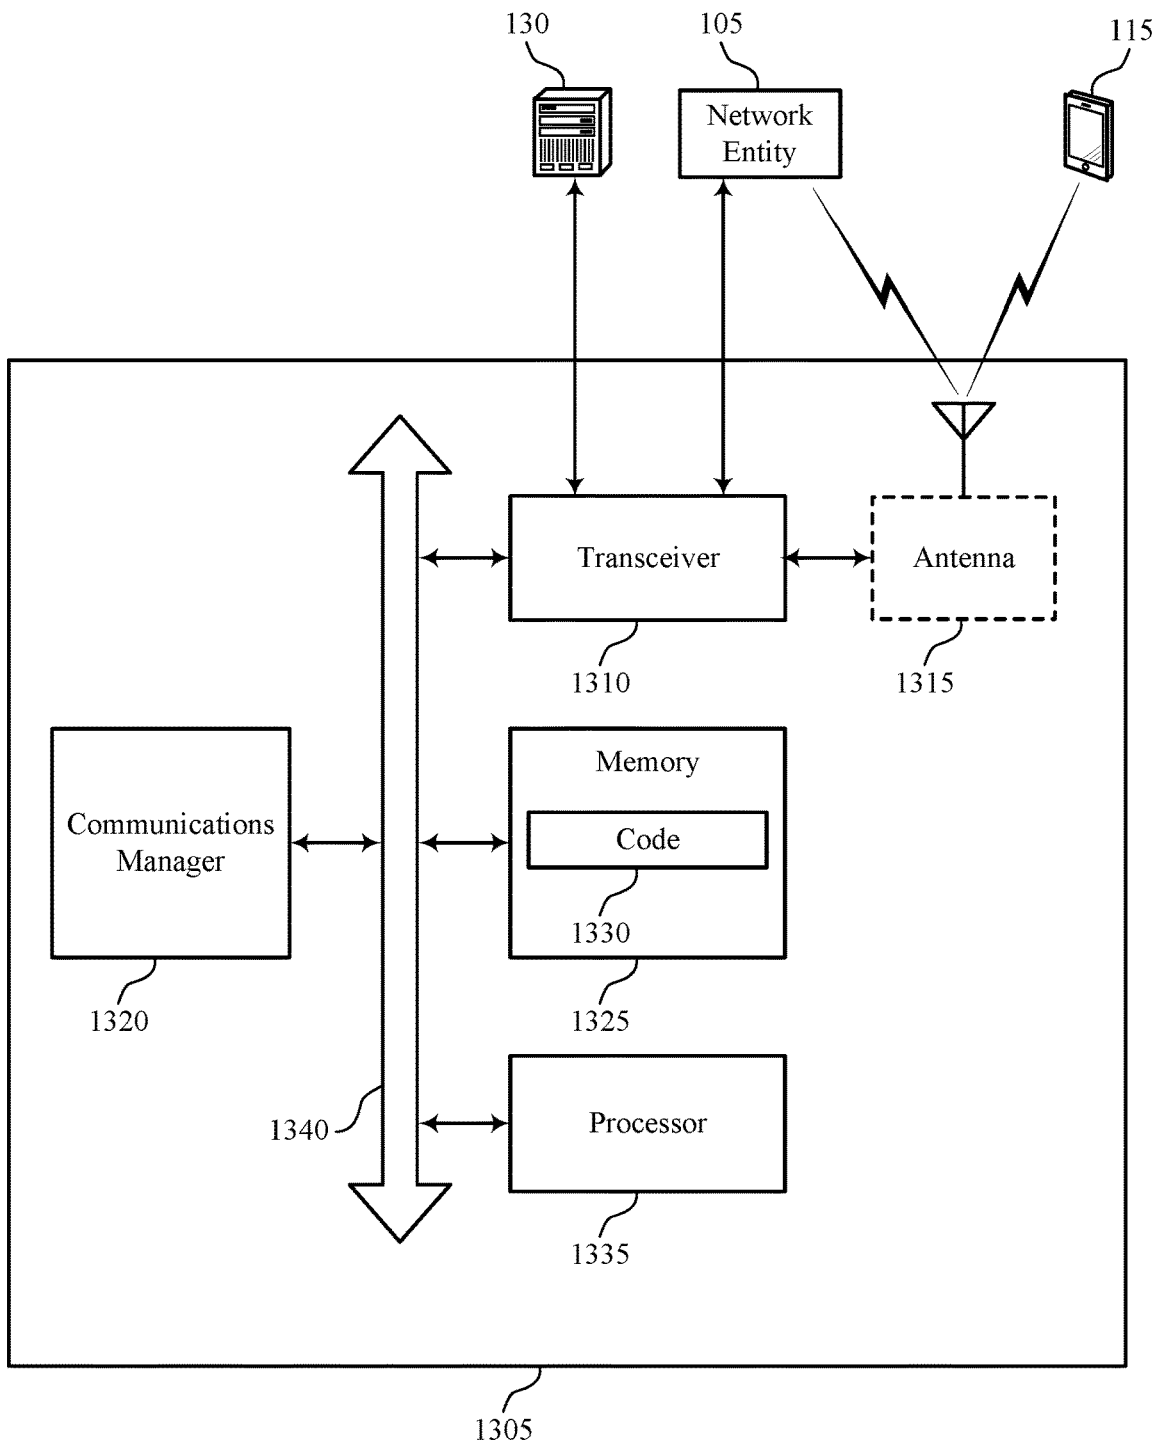 130
105
115
Network
Entity
Transceiver
Antenna
1310
1315
Memory
Communications
Manager
Code
1330
1320
1325
1340
Processor
1335
1305